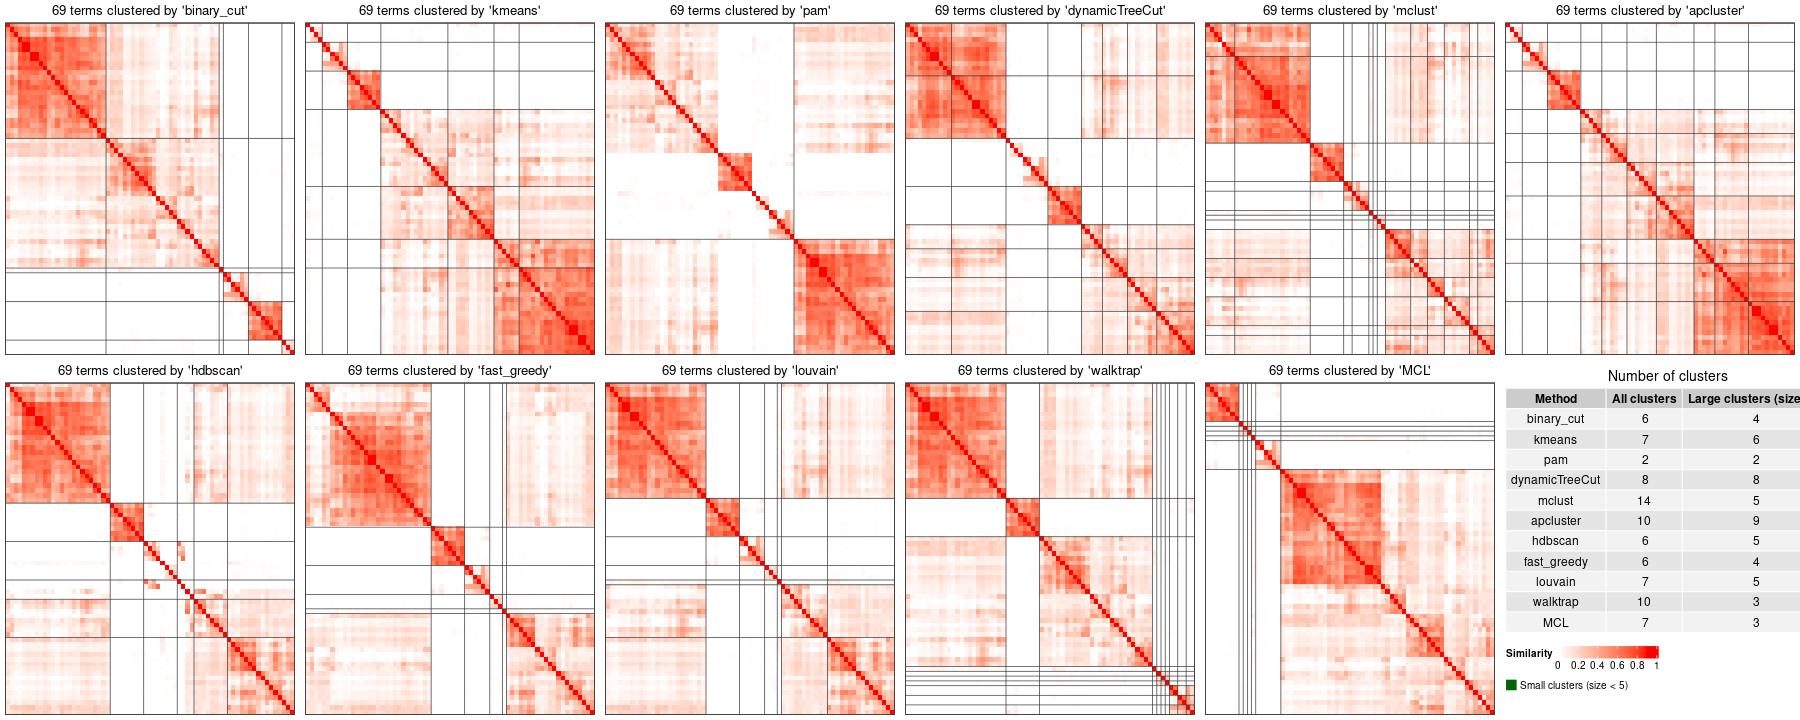 69 terms clustered by 'binary_cut'
69 terms clustered by 'kmeans'
69 terms clustered by 'pam'
69 terms clustered by 'dynamicTreeCut'
69 terms clustered by 'mclust'
69 terms clustered by 'apcluster'
69 terms clustered by 'hdbscan'
69 terms clustered by 'fast_greedy'
69 terms clustered by 'louvain'
69 terms clustered by 'walktrap'
69 terms clustered by 'MCL'
Number of clusters
Method All clusters Large clusters (size
binary_cut 6 4
kmeans 7 6
pam 2 2
dynamicTreeCut 8 8
mclust 14 5
apcluster 10 9
hdbscan 6 5
fast_greedy 6 4
louvain 7 5
walktrap 10 3
MCL 7 3
Similarity
0 0.2 0.4 0.6 0.8 1
Small clusters (size < 5)